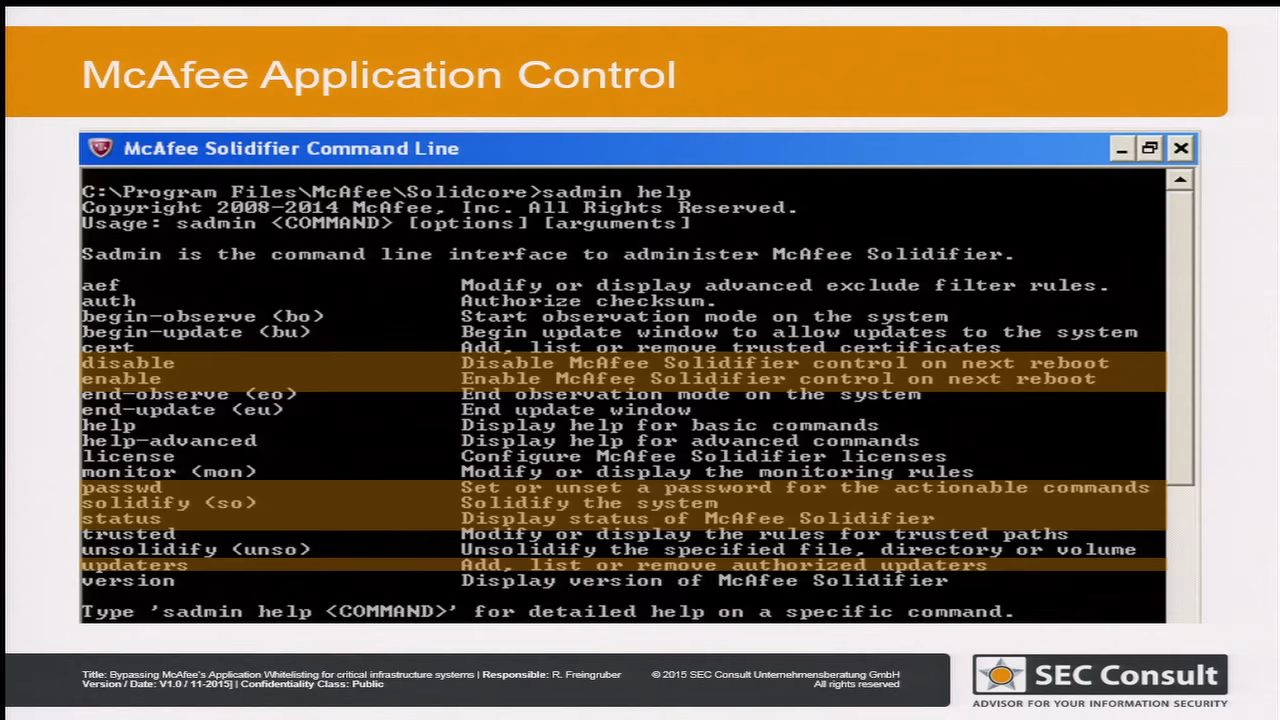 McAfee Application Control
McAfee Solidifier Command Line
C:\Program Files\McAfee\Solidcore>sadmin help
Copyright 2008-2014 McAfee, Inc. All Rights Reserved.
Usage: sadmin <COMMAND> [options] [arguments]
Sadmin is the command line interface to administer McAfee Solidifier.
aef Modify or display advanced exclude filter rules.
auth Authorize checksum.
begin-observe (bo) Start observation mode on the system
begin-update (bu) Begin update window to allow updates to the system
cert Add, list or remove trusted certificates
disable Disable McAfee Solidifier control on next reboot
enable Enable McAfee Solidifier control on next reboot
end-observe (eo) End observation mode on the system
end-update (eu) End update window
help Display help for basic commands
help-advanced Display help for advanced commands
license Configure McAfee Solidifier licenses
monitor (mon) Modify or display the monitoring rules
passwd Set or unset a password for the actionable commands
solidify (so) Solidify the system
status Display status of McAfee Solidifier
trusted Modify or display the rules for trusted paths
unsolidify (unso) Unsolidify the specified file, directory or volume
updaters Add, list or remove authorized updaters
version Display version of McAfee Solidifier
Type 'sadmin help <COMMAND>' for detailed help on a specific command.
Title: Bypassing McAfee's Application Whitelisting for critical infrastructure systems | Responsible: R. Freingruber
Version / Date: V1.0 / 11-2015] | Confidentiality Class: Public
© 2015 SEC Consult Unternehmensberatung GmbH
All rights reserved
SEC Consult
ADVISOR FOR YOUR INFORMATION SECURITY